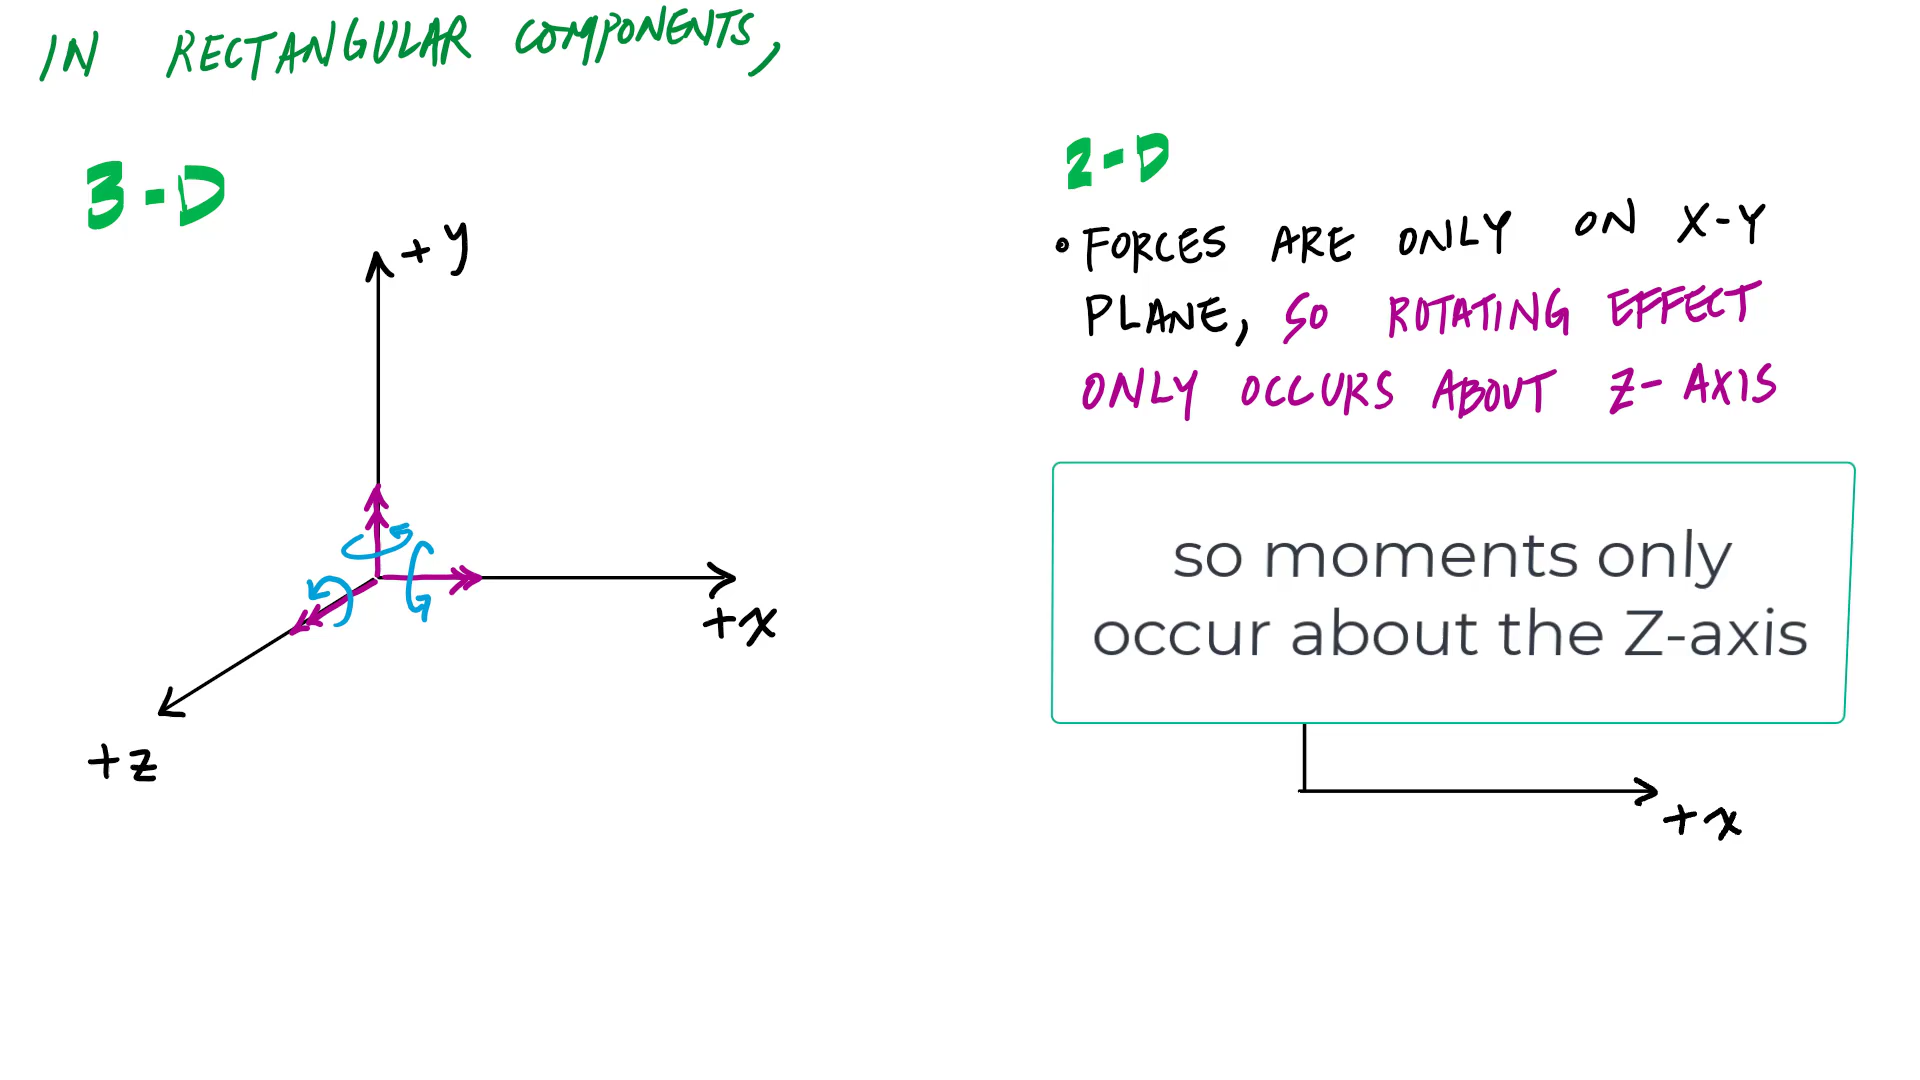 IN RECTANGULAR COMPONENTS,
3-D
+y
+x
+z
2-D
• FORCES ARE ONLY ON X-Y
PLANE, SO ROTATING EFFECT
ONLY OCCURS ABOUT Z-AXIS
so moments only
occur about the Z-axis
+x